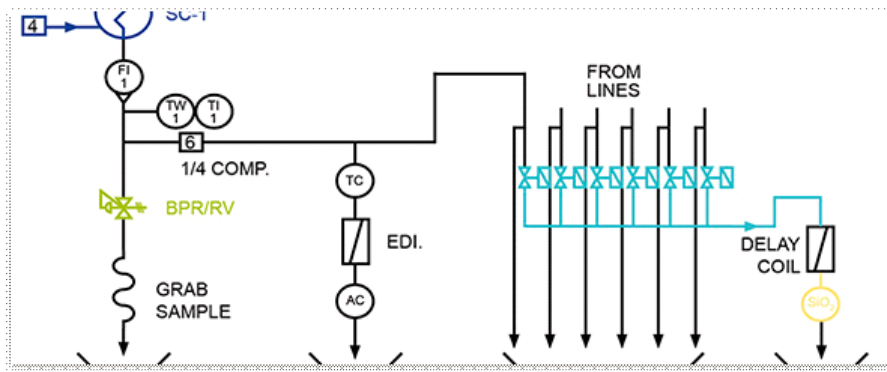 SC-1
4
FI
1
TW
1
TI
1
6
1/4 COMP.
FROM
LINES
TC
BPR/RV
EDI.
DELAY
COIL
GRAB
SAMPLE
AC
SiO₂